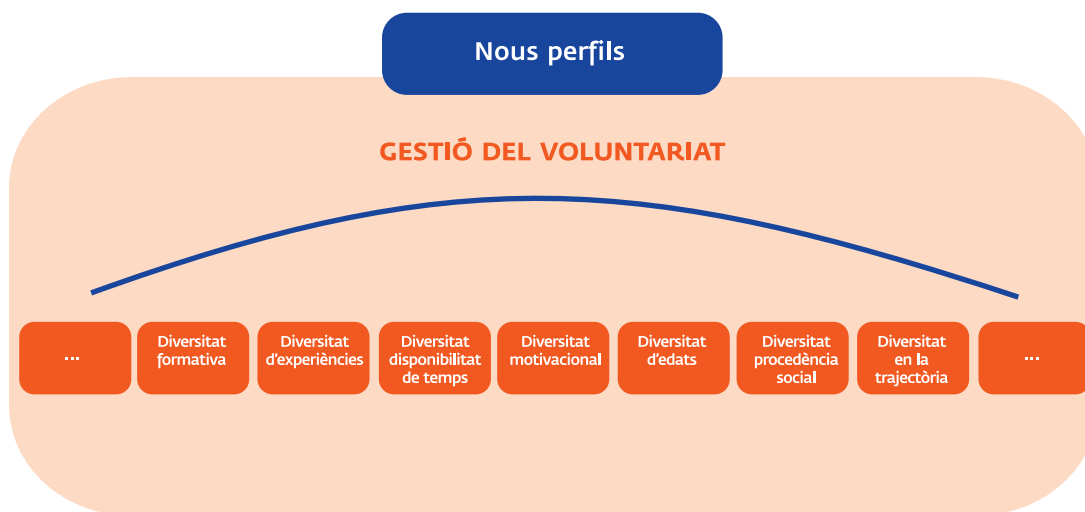 Nous perfils
GESTIÓ DEL VOLUNTARIAT
...
Diversitat
formativa
Diversitat
d'experiències
Diversitat
disponibilitat
de temps
Diversitat
motivacional
Diversitat
d'edats
Diversitat
procedència
social
Diversitat
en la
trajectòria
...